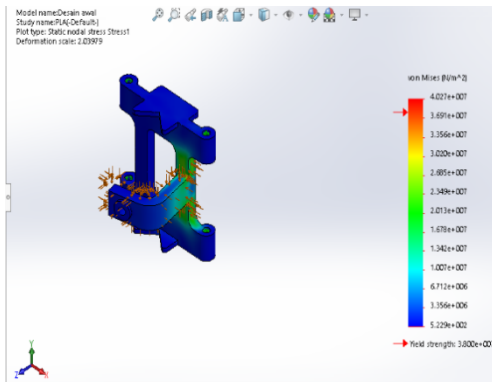 Model name:Desain awal
Study name:PLA(-Default-)
Plot type: Static nodal stress Stress1
Deformation scale: 2.03979
von Mises (N/m^2)
4.027e+007
3.691e+007
3.356e+007
3.020e+007
2.685e+007
2.349e+007
2.013e+007
1.678e+007
1.342e+007
1.007e+007
6.712e+006
3.356e+006
5.229e+002
Yield strength: 3.800e+007
Y
Z
X